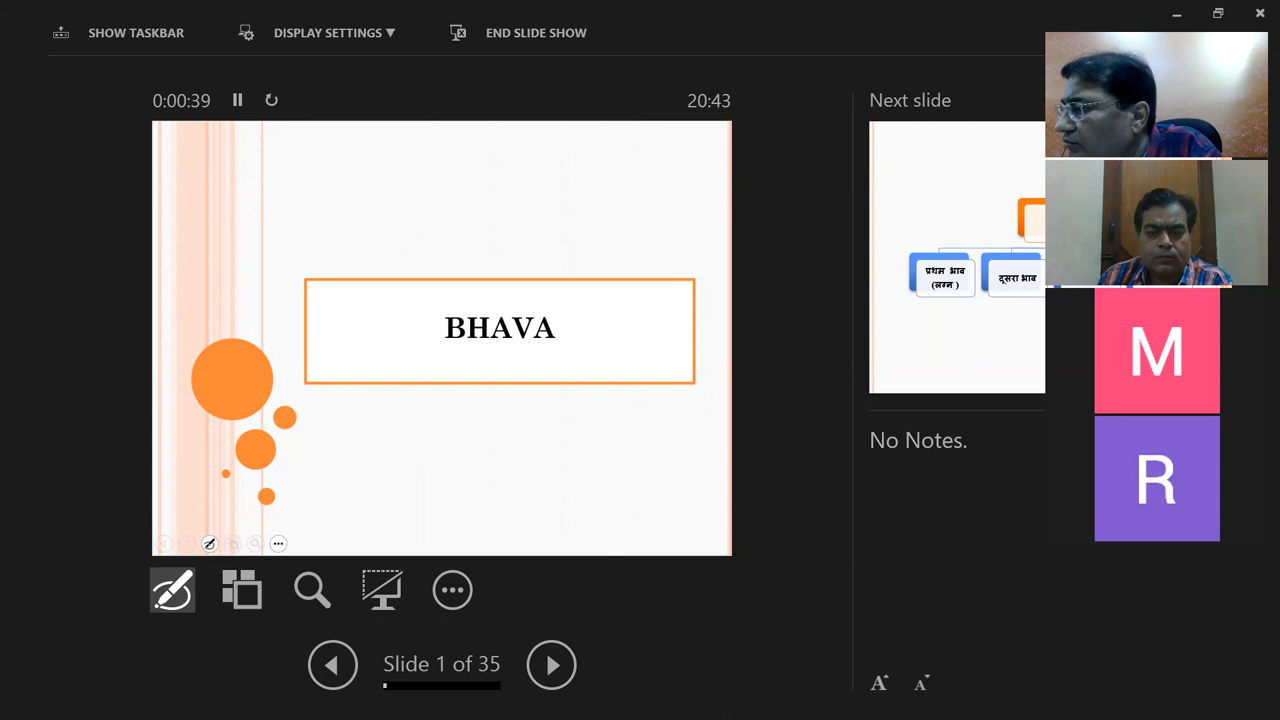 SHOW TASKBAR
DISPLAY SETTINGS ▼
END SLIDE SHOW
0:00:39
20:43
Next slide
BHAVA
प्रथम भाव
(लग्न )
दूसरा भाव
M
No Notes.
R
Slide 1 of 35
A A